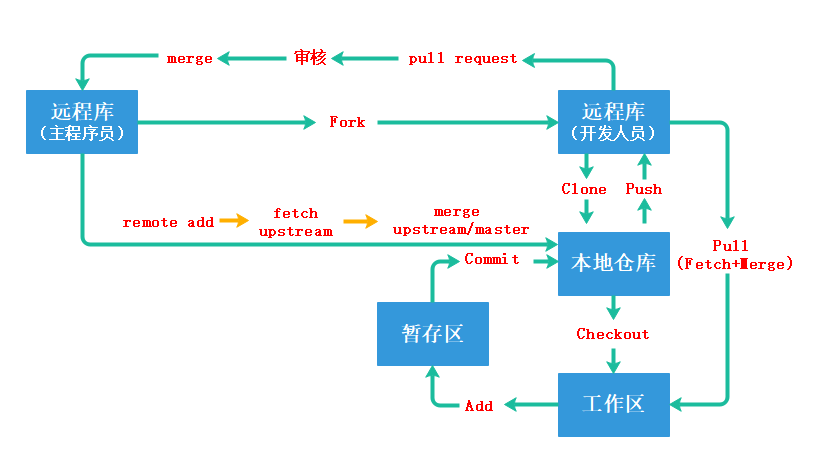 merge
审核
pull request
远程库
（主程序员）
Fork
远程库
（开发人员）
Clone
Push
remote add
fetch
upstream
merge
upstream/master
Pull
(Fetch+Merge)
Commit
本地仓库
暂存区
Checkout
Add
工作区